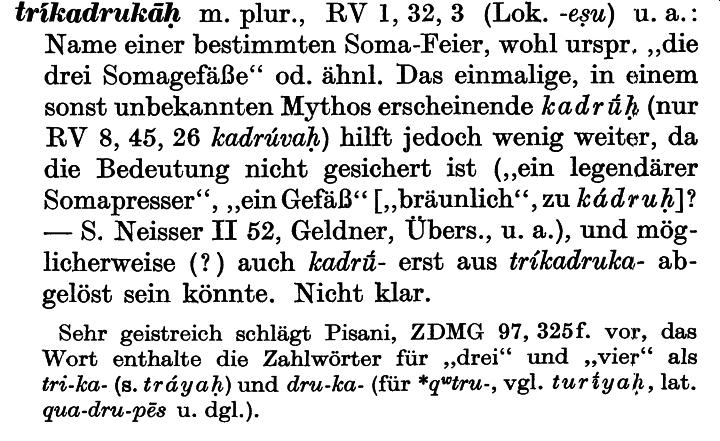 tríkadrukāḥ m. plur., RV 1, 32, 3 (Lok. -eṣu) u. a.:
Name einer bestimmten Soma-Feier, wohl urspr. „die
drei Somagefäße“ od. ähnl. Das einmalige, in einem
sonst unbekannten Mythos erscheinende kadrū́ḥ (nur
RV 8, 45, 26 kadrúvaḥ) hilft jedoch wenig weiter, da
die Bedeutung nicht gesichert ist („ein legendärer
Somapresser“, „ein Gefäß“ [„bräunlich“, zu kádruḥ]?
— S. Neisser II 52, Geldner, Übers., u. a.), und mög-
licherweise (?) auch kadrū́- erst aus tríkadruka- ab-
gelöst sein könnte. Nicht klar.
Sehr geistreich schlägt Pisani, ZDMG 97, 325f. vor, das
Wort enthalte die Zahlwörter für „drei“ und „vier“ als
tri-ka- (s. tráyaḥ) und dru-ka- (für *qʷtru-, vgl. turī́yaḥ, lat.
qua-dru-pēs u. dgl.).